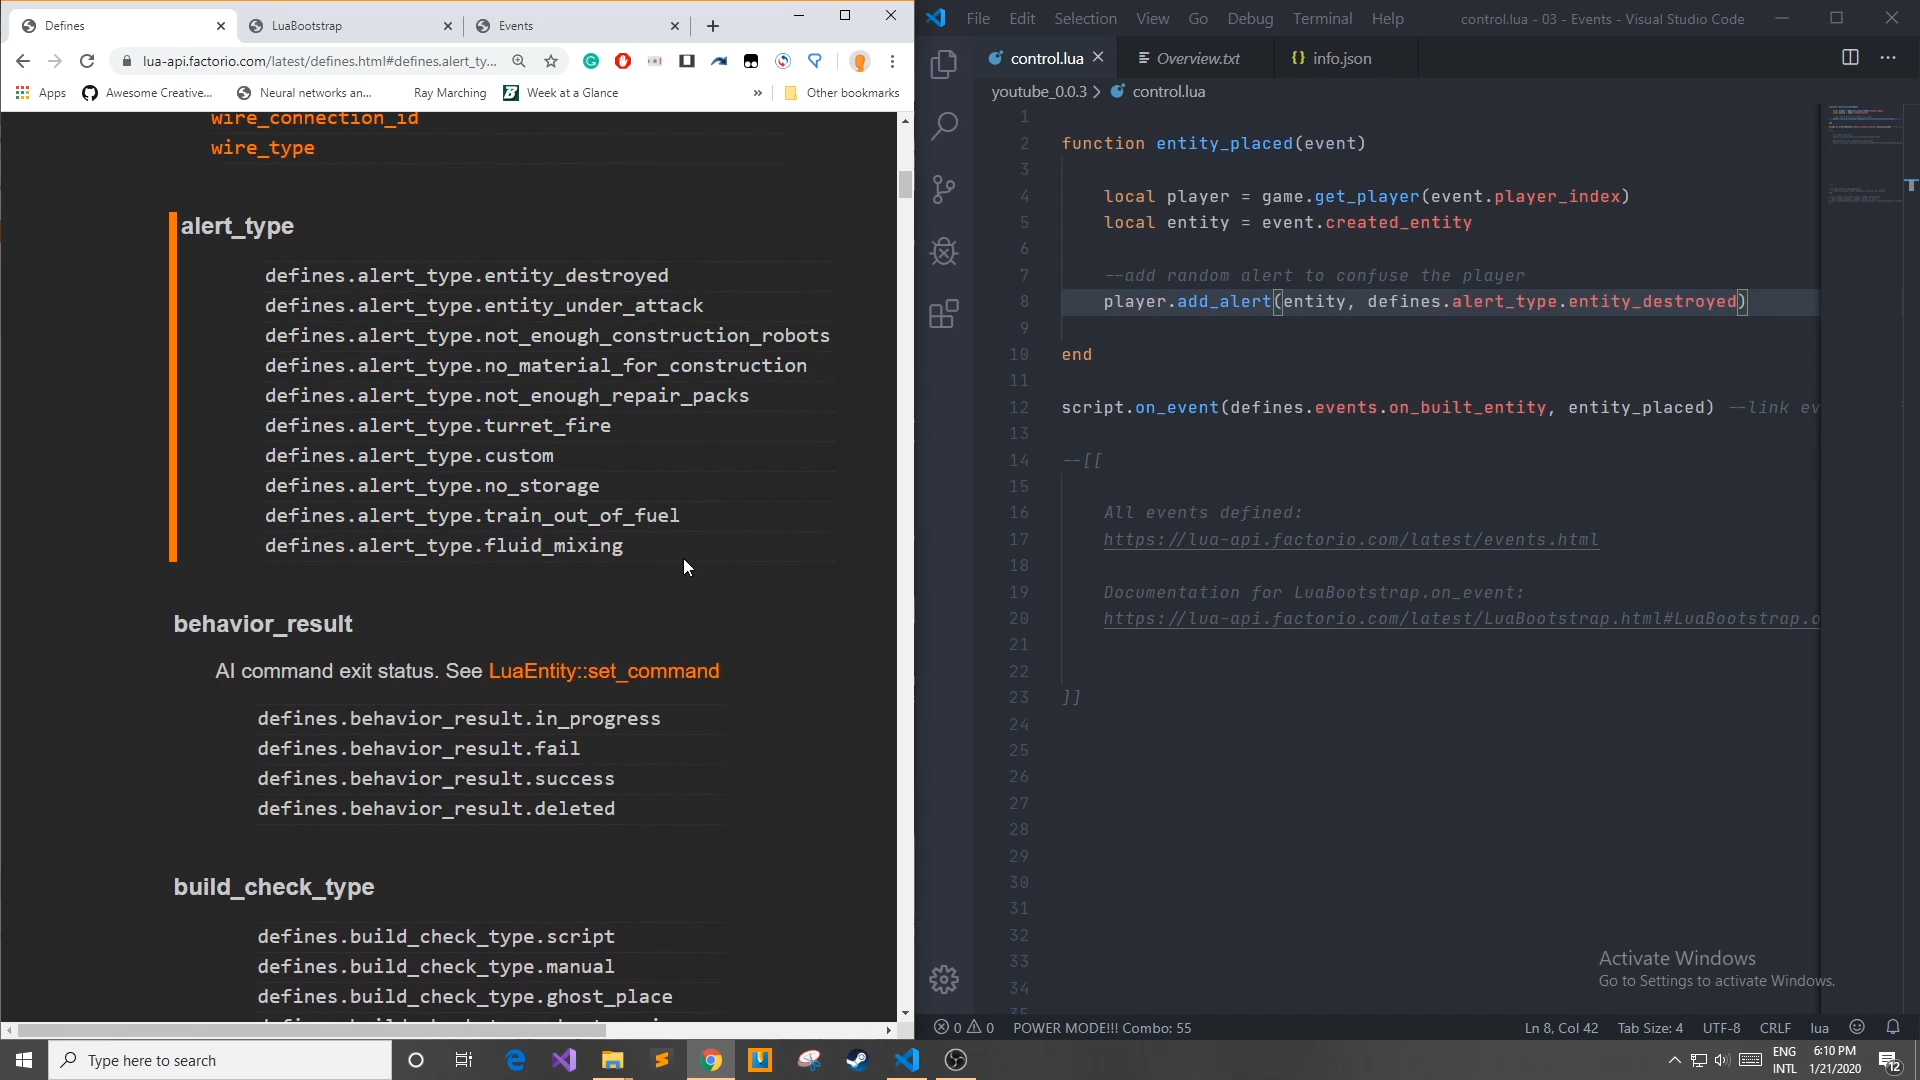 Defines
LuaBootstrap
Events
lua-api.factorio.com/latest/defines.html#defines.alert_ty...
Apps
Awesome Creative...
Neural networks an...
Ray Marching
Week at a Glance
»
Other bookmarks
wire_connection_id
wire_type
alert_type
defines.alert_type.entity_destroyed
defines.alert_type.entity_under_attack
defines.alert_type.not_enough_construction_robots
defines.alert_type.no_material_for_construction
defines.alert_type.not_enough_repair_packs
defines.alert_type.turret_fire
defines.alert_type.custom
defines.alert_type.no_storage
defines.alert_type.train_out_of_fuel
defines.alert_type.fluid_mixing
behavior_result
AI command exit status. See LuaEntity::set_command
defines.behavior_result.in_progress
defines.behavior_result.fail
defines.behavior_result.success
defines.behavior_result.deleted
build_check_type
defines.build_check_type.script
defines.build_check_type.manual
defines.build_check_type.ghost_place
File Edit Selection View Go Debug Terminal Help
control.lua - 03 - Events - Visual Studio Code
control.lua
Overview.txt
{} info.json
youtube_0.0.3 > control.lua
1
2 function entity_placed(event)
3
4 local player = game.get_player(event.player_index)
5 local entity = event.created_entity
6
7 --add random alert to confuse the player
8 player.add_alert(entity, defines.alert_type.entity_destroyed)
9
10 end
11
12 script.on_event(defines.events.on_built_entity, entity_placed) --link ev
13
14 --[[
15
16 All events defined:
17 https://lua-api.factorio.com/latest/events.html
18
19 Documentation for LuaBootstrap.on_event:
20 https://lua-api.factorio.com/latest/LuaBootstrap.html#LuaBootstrap.o
21
22
23 ]]
24
25
26
27
28
29
30
31
32
33
34
Activate Windows
Go to Settings to activate Windows.
0 0 POWER MODE!!! Combo: 55
Ln 8, Col 42 Tab Size: 4 UTF-8 CRLF lua
Type here to search
ENG
INTL
6:10 PM
1/21/2020
12